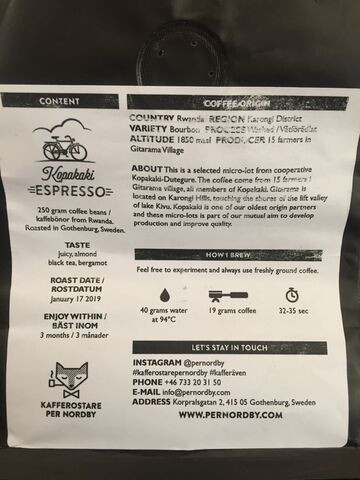 CONTENT
Kopakaki
ESPRESSO
250 gram coffee beans /
kaffebönor from Rwanda.
Roasted in Gothenburg, Sweden.
TASTE
juicy, almond
black tea, bergamot
ROAST DATE /
ROSTDATUM
January 17 2019
ENJOY WITHIN /
BÄST INOM
3 months / 3 månader
KAFFEROSTARE
PER NORDBY
COFFEE ORIGIN
COUNTRY Rwanda REGION Karongi District
VARIETY Bourbon PROCESS Washed / Våtförädlat
ALTITUDE 1850 masl PRODUCER 15 farmers in
Gitarama Village
ABOUT This is a selected micro-lot from cooperative
Kopakaki-Dutegure. The coffee come from 15 farmers i
Gitarama village, all members of Kopakaki. Gitarama is
located on Karongi Hills, touching the shores of the lift valley
of lake Kivu. Kopakaki is one of our oldest origin partners
and these micro-lots is part of our mutual aim to develop
production and improve quality.
HOW I BREW
Feel free to experiment and always use freshly ground coffee.
40 grams water
at 94°C
19 grams coffee
32-35 sec
LET'S STAY IN TOUCH
INSTAGRAM @pernordby
#kafferostarepernordby #kafferäven
PHONE +46 733 20 31 50
E-MAIL info@pernordby.com
ADDRESS Korpralsgatan 2, 415 05 Gothenburg, Sweden
WWW.PERNORDBY.COM